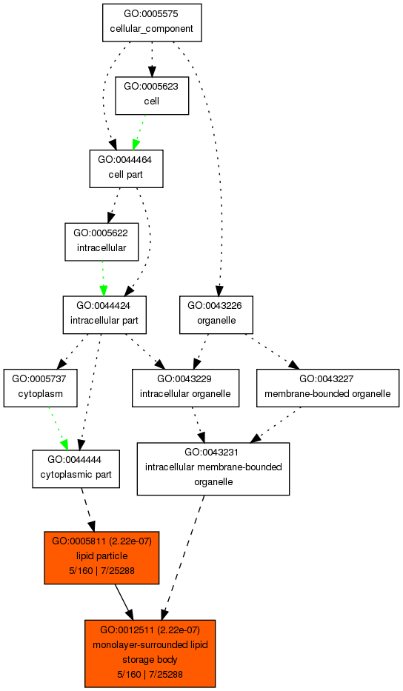 GO:0005575
cellular_component
GO:0005623
cell
GO:0044464
cell part
GO:0005622
intracellular
GO:0044424
intracellular part
GO:0043226
organelle
GO:0005737
cytoplasm
GO:0043229
intracellular organelle
GO:0043227
membrane-bounded organelle
GO:0044444
cytoplasmic part
GO:0043231
intracellular membrane-bounded
organelle
GO:0005811 (2.22e-07)
lipid particle
5/160 | 7/25288
GO:0012511 (2.22e-07)
monolayer-surrounded lipid
storage body
5/160 | 7/25288